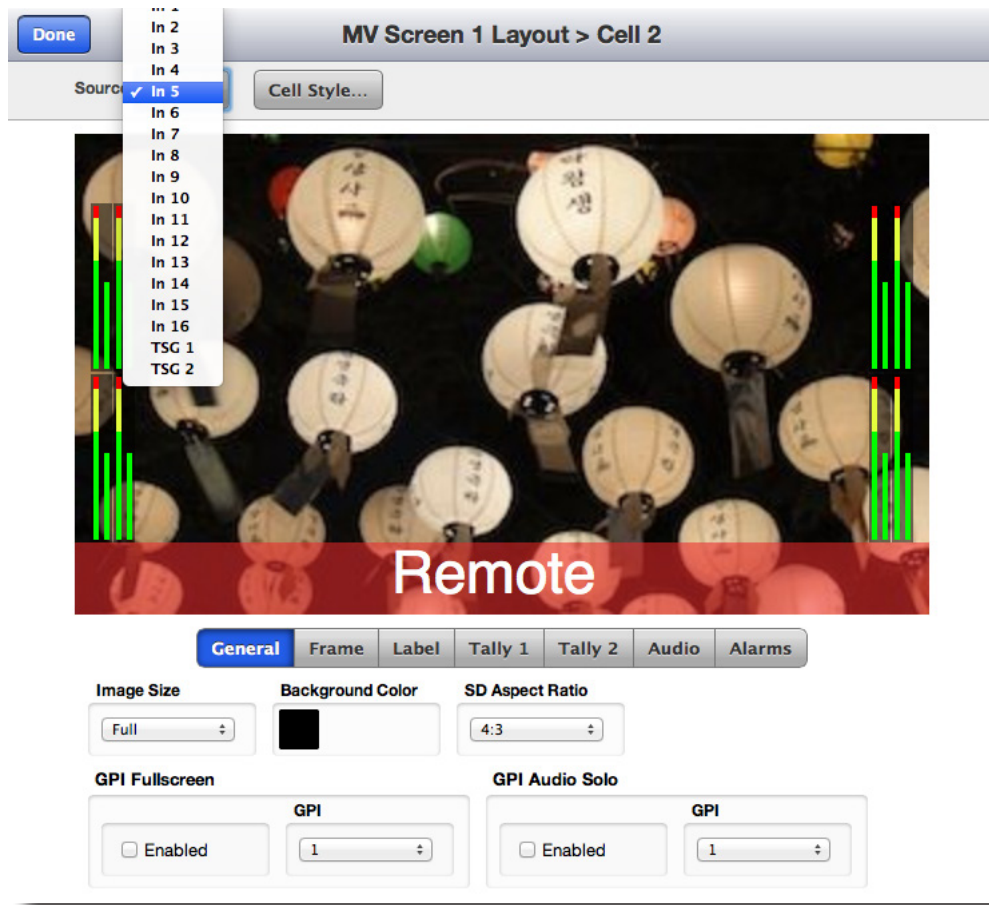 Done
MV Screen 1 Layout > Cell 2
In 2
In 3
In 4
Source
✓ In 5
Cell Style...
In 6
In 7
In 8
In 9
In 10
In 11
In 12
In 13
In 14
In 15
In 16
TSG 1
TSG 2
Remote
General Frame Label Tally 1 Tally 2 Audio Alarms
Image Size Background Color SD Aspect Ratio
Full 4:3
GPI Fullscreen GPI Audio Solo
GPI GPI
Enabled 1 Enabled 1